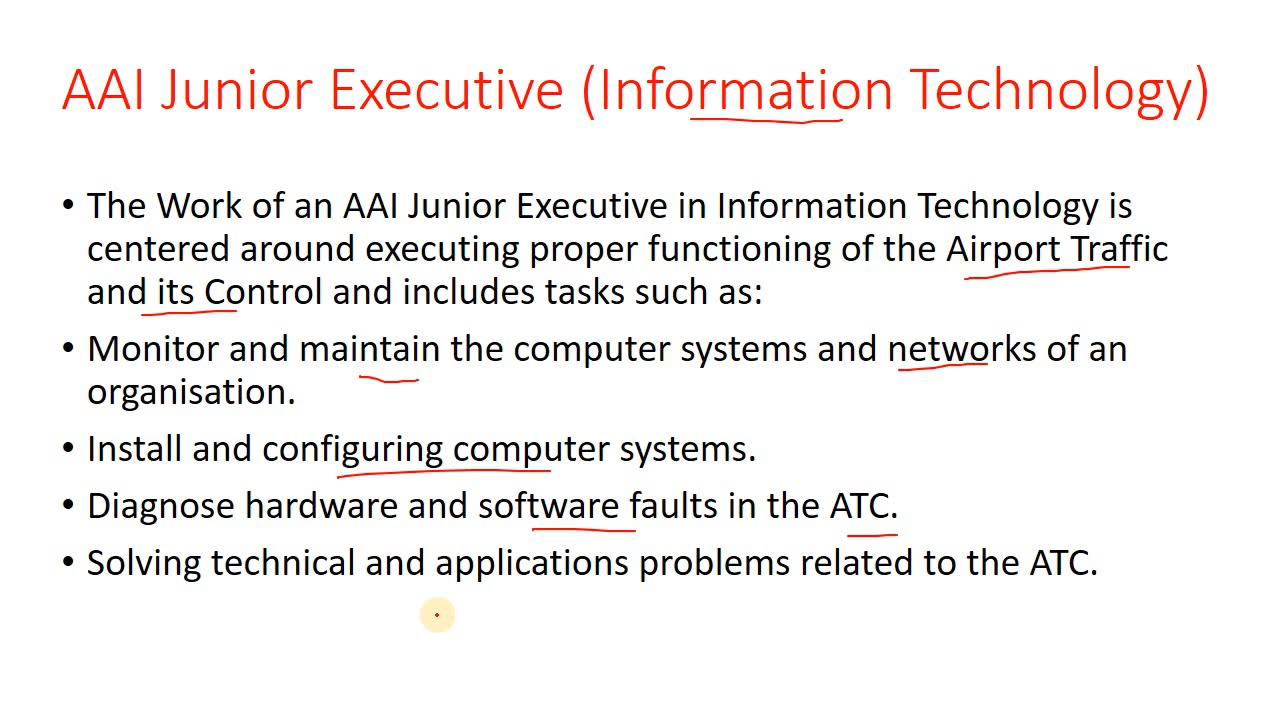 AAI Junior Executive (Information Technology)
• The Work of an AAI Junior Executive in Information Technology is
centered around executing proper functioning of the Airport Traffic
and its Control and includes tasks such as:
• Monitor and maintain the computer systems and networks of an
organisation.
• Install and configuring computer systems.
• Diagnose hardware and software faults in the ATC.
• Solving technical and applications problems related to the ATC.